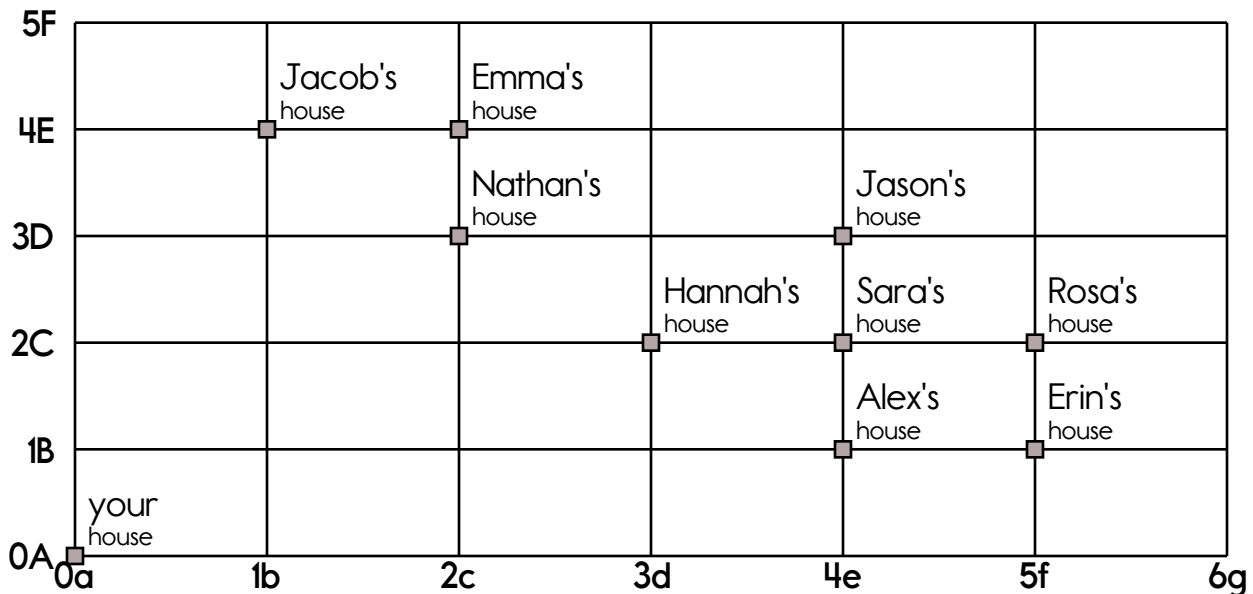 5F
Jacob's Emma's
house house
4E
Nathan's Jason's
house house
3D
Hannah's Sara's Rosa's
house house house
2C
Alex's Erin's
house house
1B
your
house
0A
0a 1b 2c 3d 4e 5f 6g